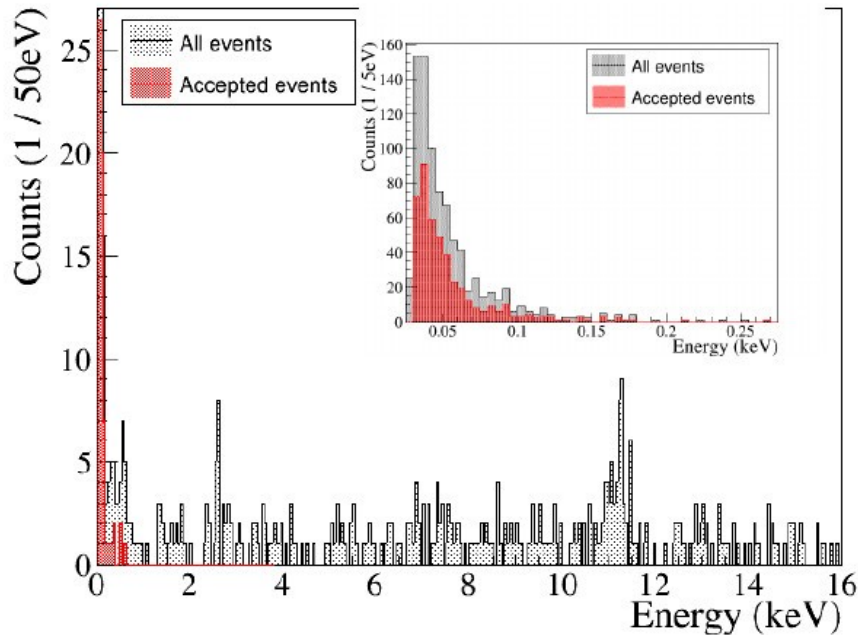 Counts (1 / 50eV)
25
20
15
10
5
0
All events
Accepted events
Counts (1 / 5eV)
160
140
120
100
80
60
40
20
0
All events
Accepted events
0.05 0.1 0.15 0.2 0.25
Energy (keV)
0 2 4 6 8 10 12 14 16
Energy (keV)